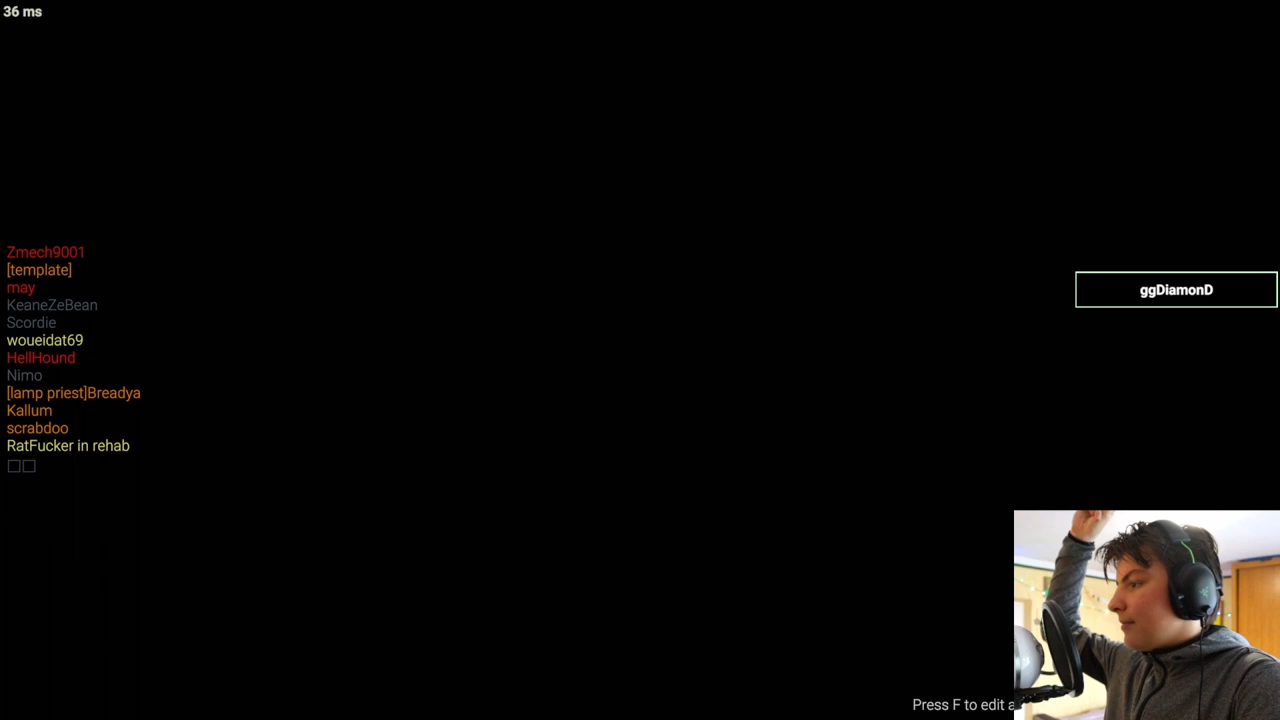 36 ms
Zmech9001
[template]
may
KeaneZeBean
Scordie
woueidat69
HellHound
Nimo
[lamp priest]Breadya
Kallum
scrabdoo
RatFucker in rehab
ggDiamonD
Press F to edit a